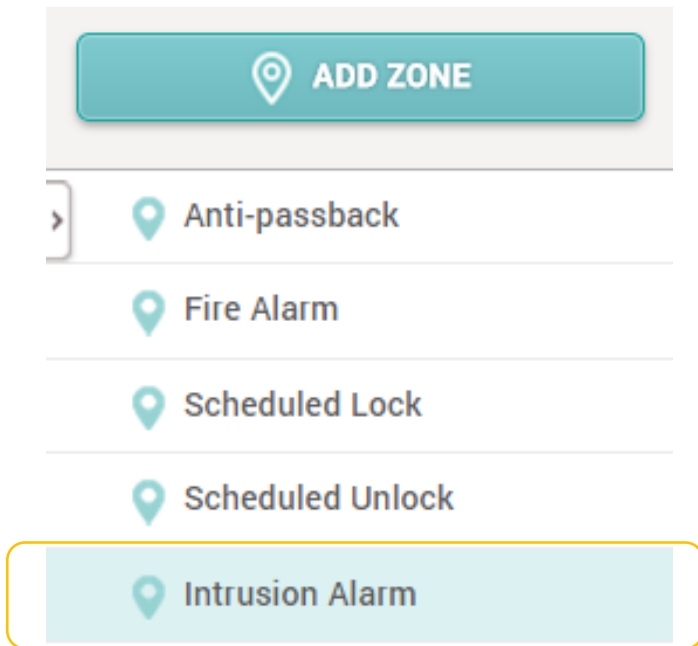 ADD ZONE
Anti-passback
Fire Alarm
Scheduled Lock
Scheduled Unlock
Intrusion Alarm